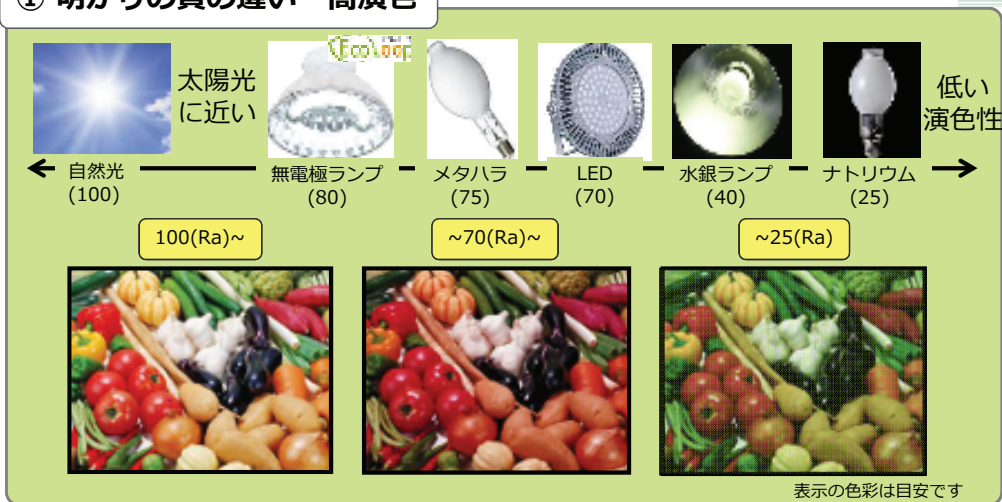 ① 明かりの質の違い 高演色
EcoLoop
太陽光
に近い
低い
演色性
自然光
(100)
無電極ランプ
(80)
メタハラ
(75)
LED
(70)
水銀ランプ
(40)
ナトリウム
(25)
100(Ra)~
~70(Ra)~
~25(Ra)
表示の色彩は目安です